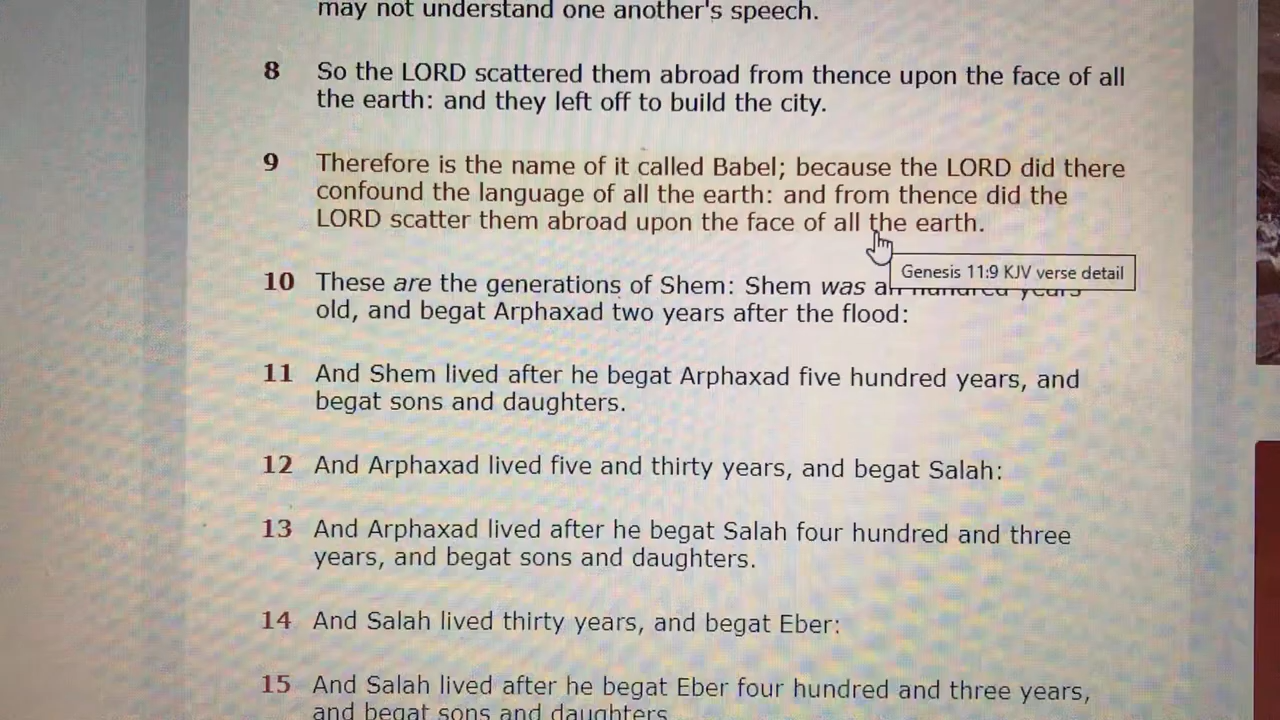 may not understand one another's speech.
8 So the LORD scattered them abroad from thence upon the face of all
the earth: and they left off to build the city.
9 Therefore is the name of it called Babel; because the LORD did there
confound the language of all the earth: and from thence did the
LORD scatter them abroad upon the face of all the earth.
Genesis 11:9 KJV verse detail
10 These are the generations of Shem: Shem was an hundred years
old, and begat Arphaxad two years after the flood:
11 And Shem lived after he begat Arphaxad five hundred years, and
begat sons and daughters.
12 And Arphaxad lived five and thirty years, and begat Salah:
13 And Arphaxad lived after he begat Salah four hundred and three
years, and begat sons and daughters.
14 And Salah lived thirty years, and begat Eber:
15 And Salah lived after he begat Eber four hundred and three years,
and begat sons and daughters